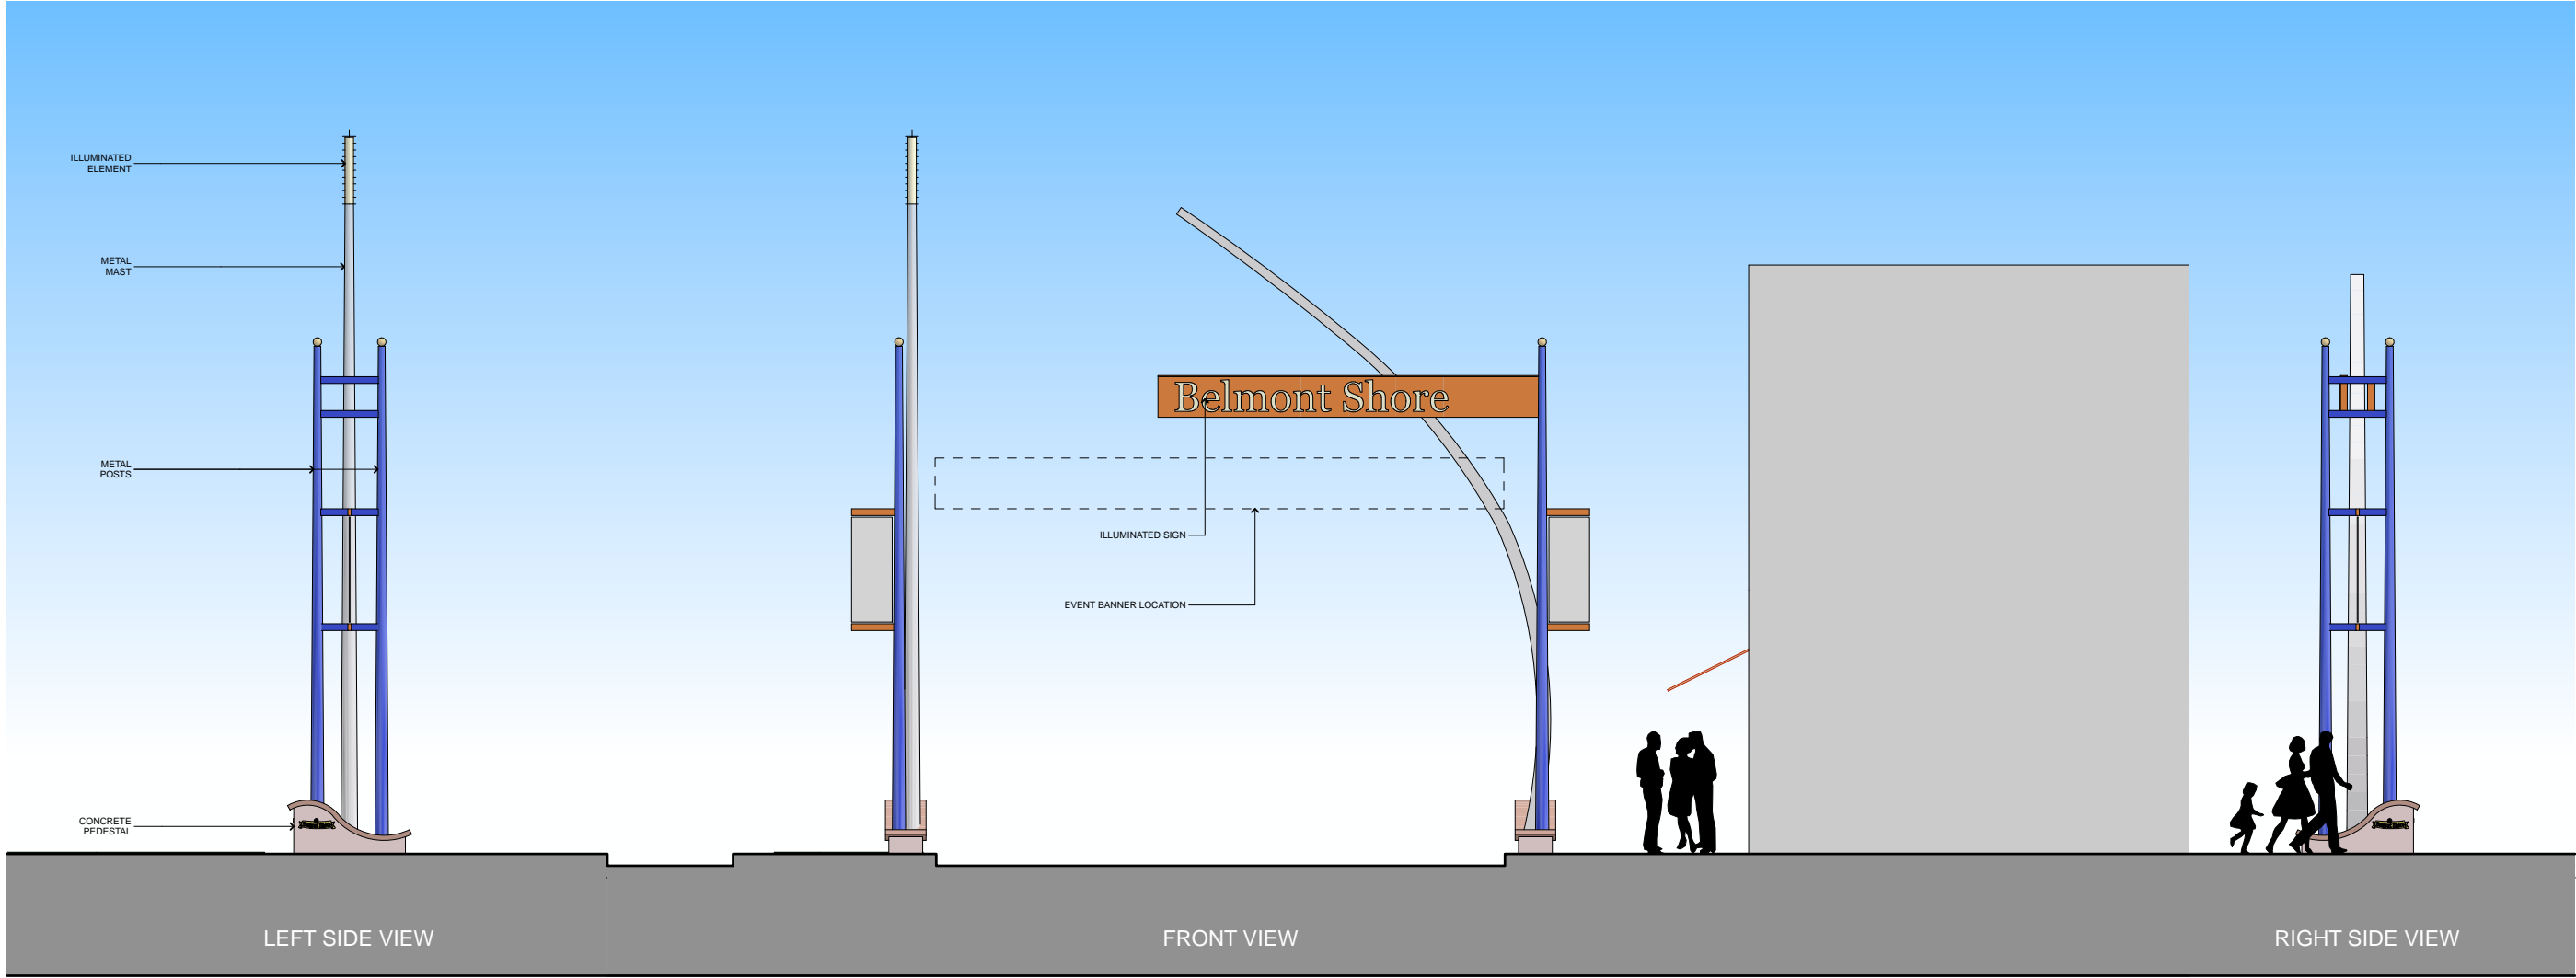 ILLUMINATED
ELEMENT
METAL
MAST
METAL
POSTS
CONCRETE
PEDESTAL
Belmont Shore
ILLUMINATED SIGN
EVENT BANNER LOCATION
LEFT SIDE VIEW
FRONT VIEW
RIGHT SIDE VIEW